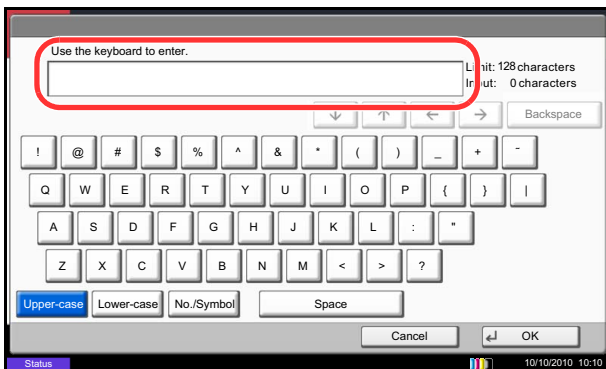 Use the keyboard to enter.
Limit: 128 characters
Input: 0 characters
↓ ↑ ← → Backspace
! @ # $ % ^ & * ( ) _ + ~
Q W E R T Y U I O P { } |
A S D F G H J K L : "
Z X C V B N M < > ?
Upper-case Lower-case No./Symbol Space
Cancel OK
Status 10/10/2010 10:10